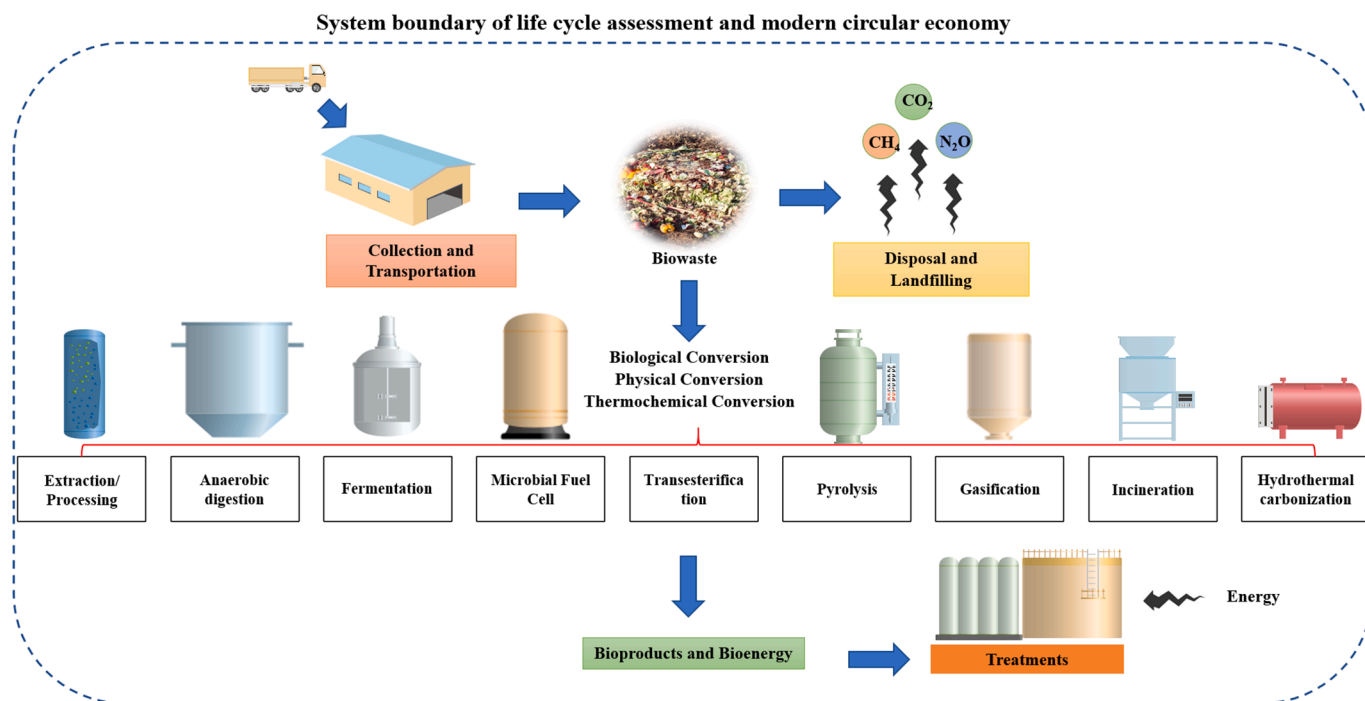 System boundary of life cycle assessment and modern circular economy
CO₂
CH₄
N₂O
Collection and
Transportation
Biowaste
Disposal and
Landfilling
Biological Conversion
Physical Conversion
Thermochemical Conversion
Extraction/
Processing
Anaerobic
digestion
Fermentation
Microbial Fuel
Cell
Transesterifica
tion
Pyrolysis
Gasification
Incineration
Hydrothermal
carbonization
Energy
Bioproducts and Bioenergy
Treatments